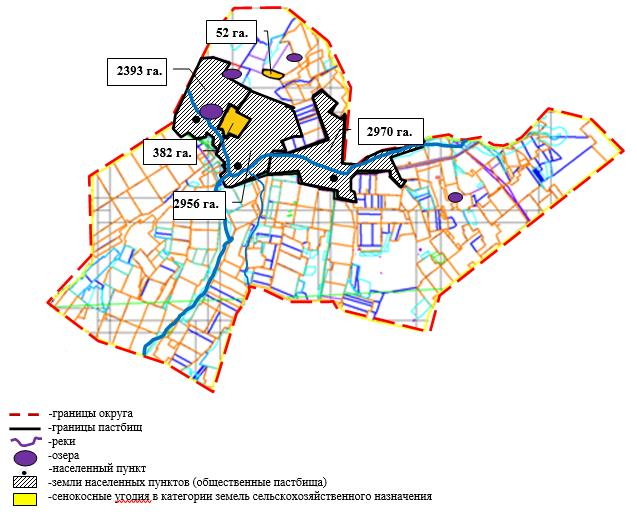 52 га.
2393 га.
2970 га.
382 га.
2956 га.
-границы округа
-границы пастбищ
-реки
-озера
-населенный пункт
-земли населенных пунктов (общественные пастбища)
-сенокосные угодия в категории земель сельскохозяйственного назначения